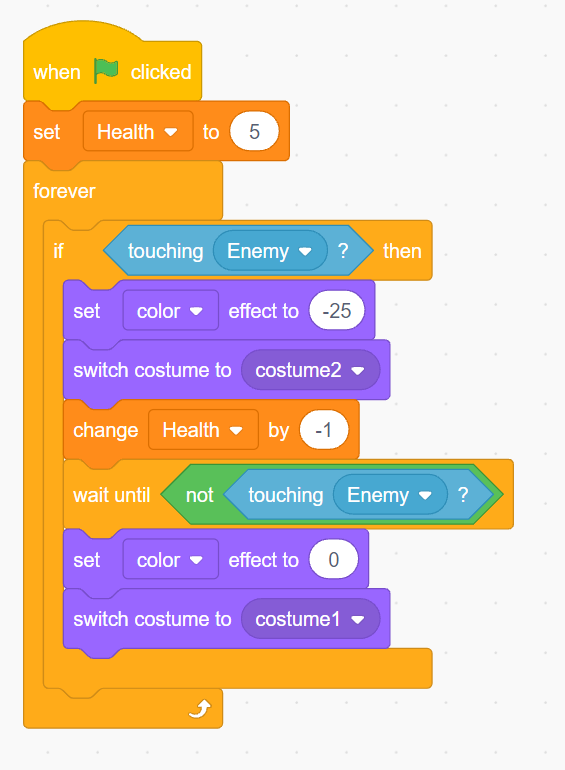 when clicked
set Health to 5
forever
if touching Enemy ? then
set color effect to -25
switch costume to costume2
change Health by -1
wait until not touching Enemy ?
set color effect to 0
switch costume to costume1